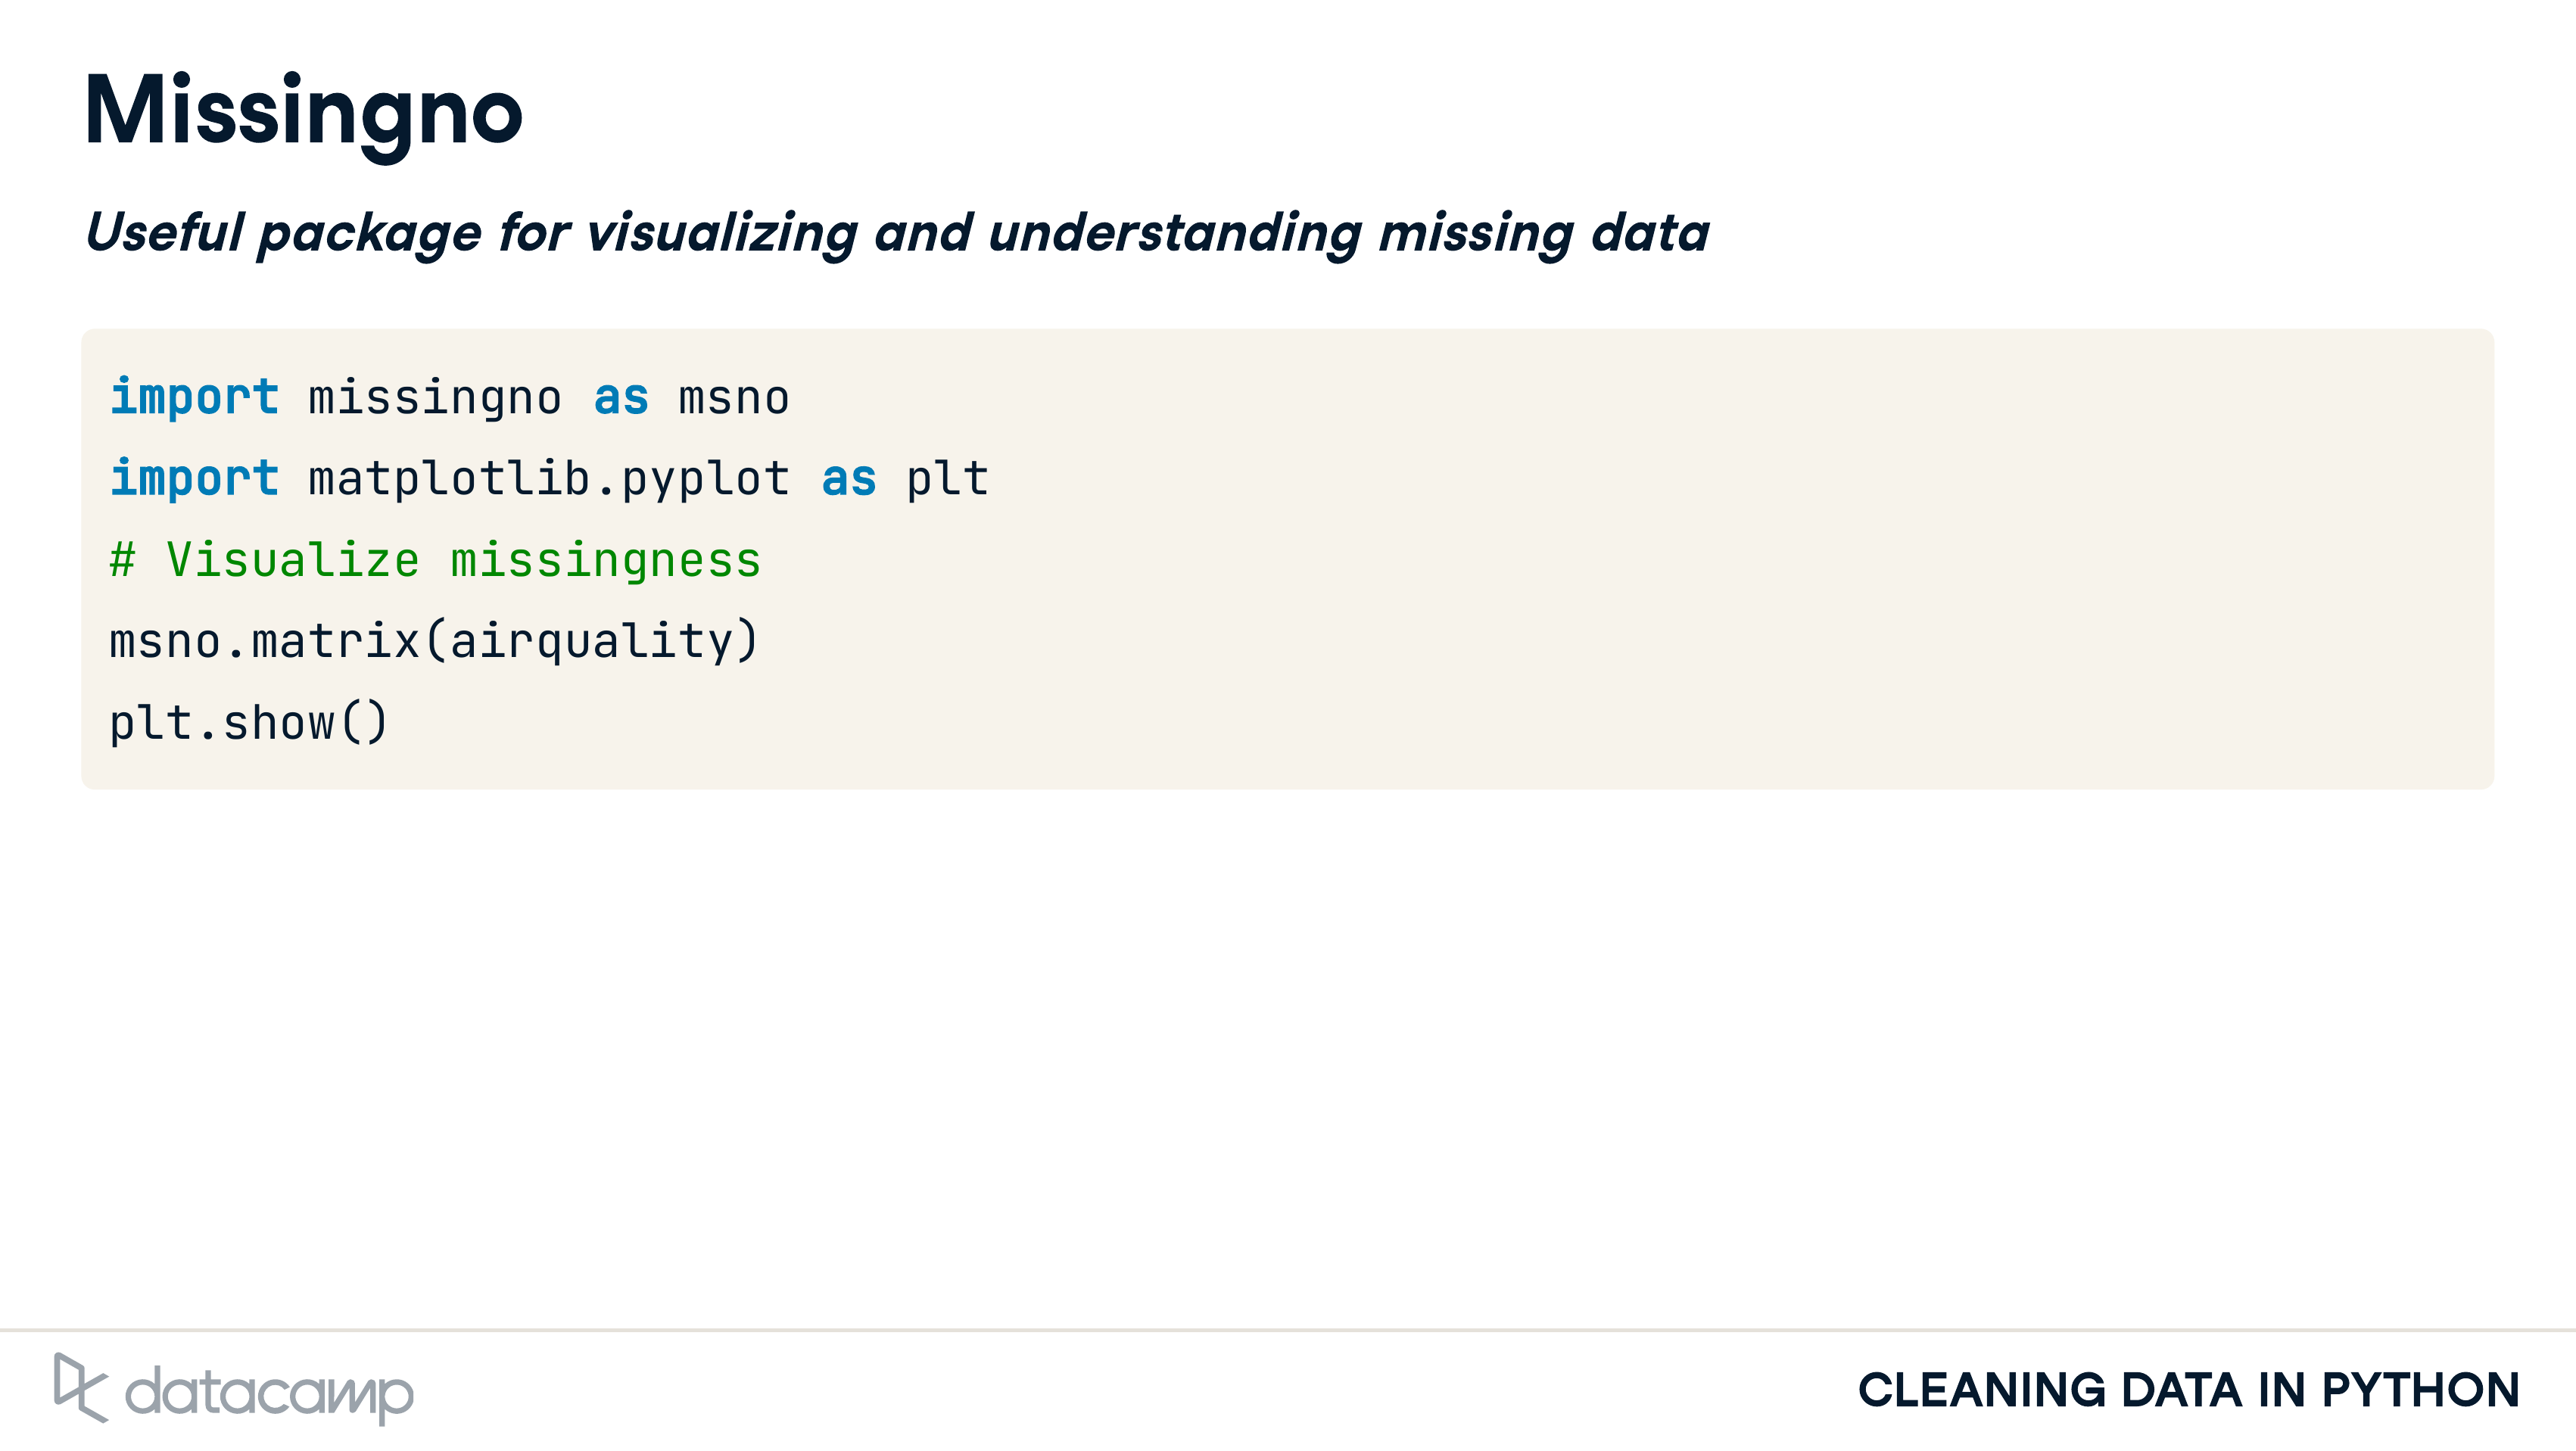 Missingno
Useful package for visualizing and understanding missing data
import missingno as msno
import matplotlib.pyplot as plt
# Visualize missingness
msno.matrix(airquality)
plt.show()
datacamp
CLEANING DATA IN PYTHON